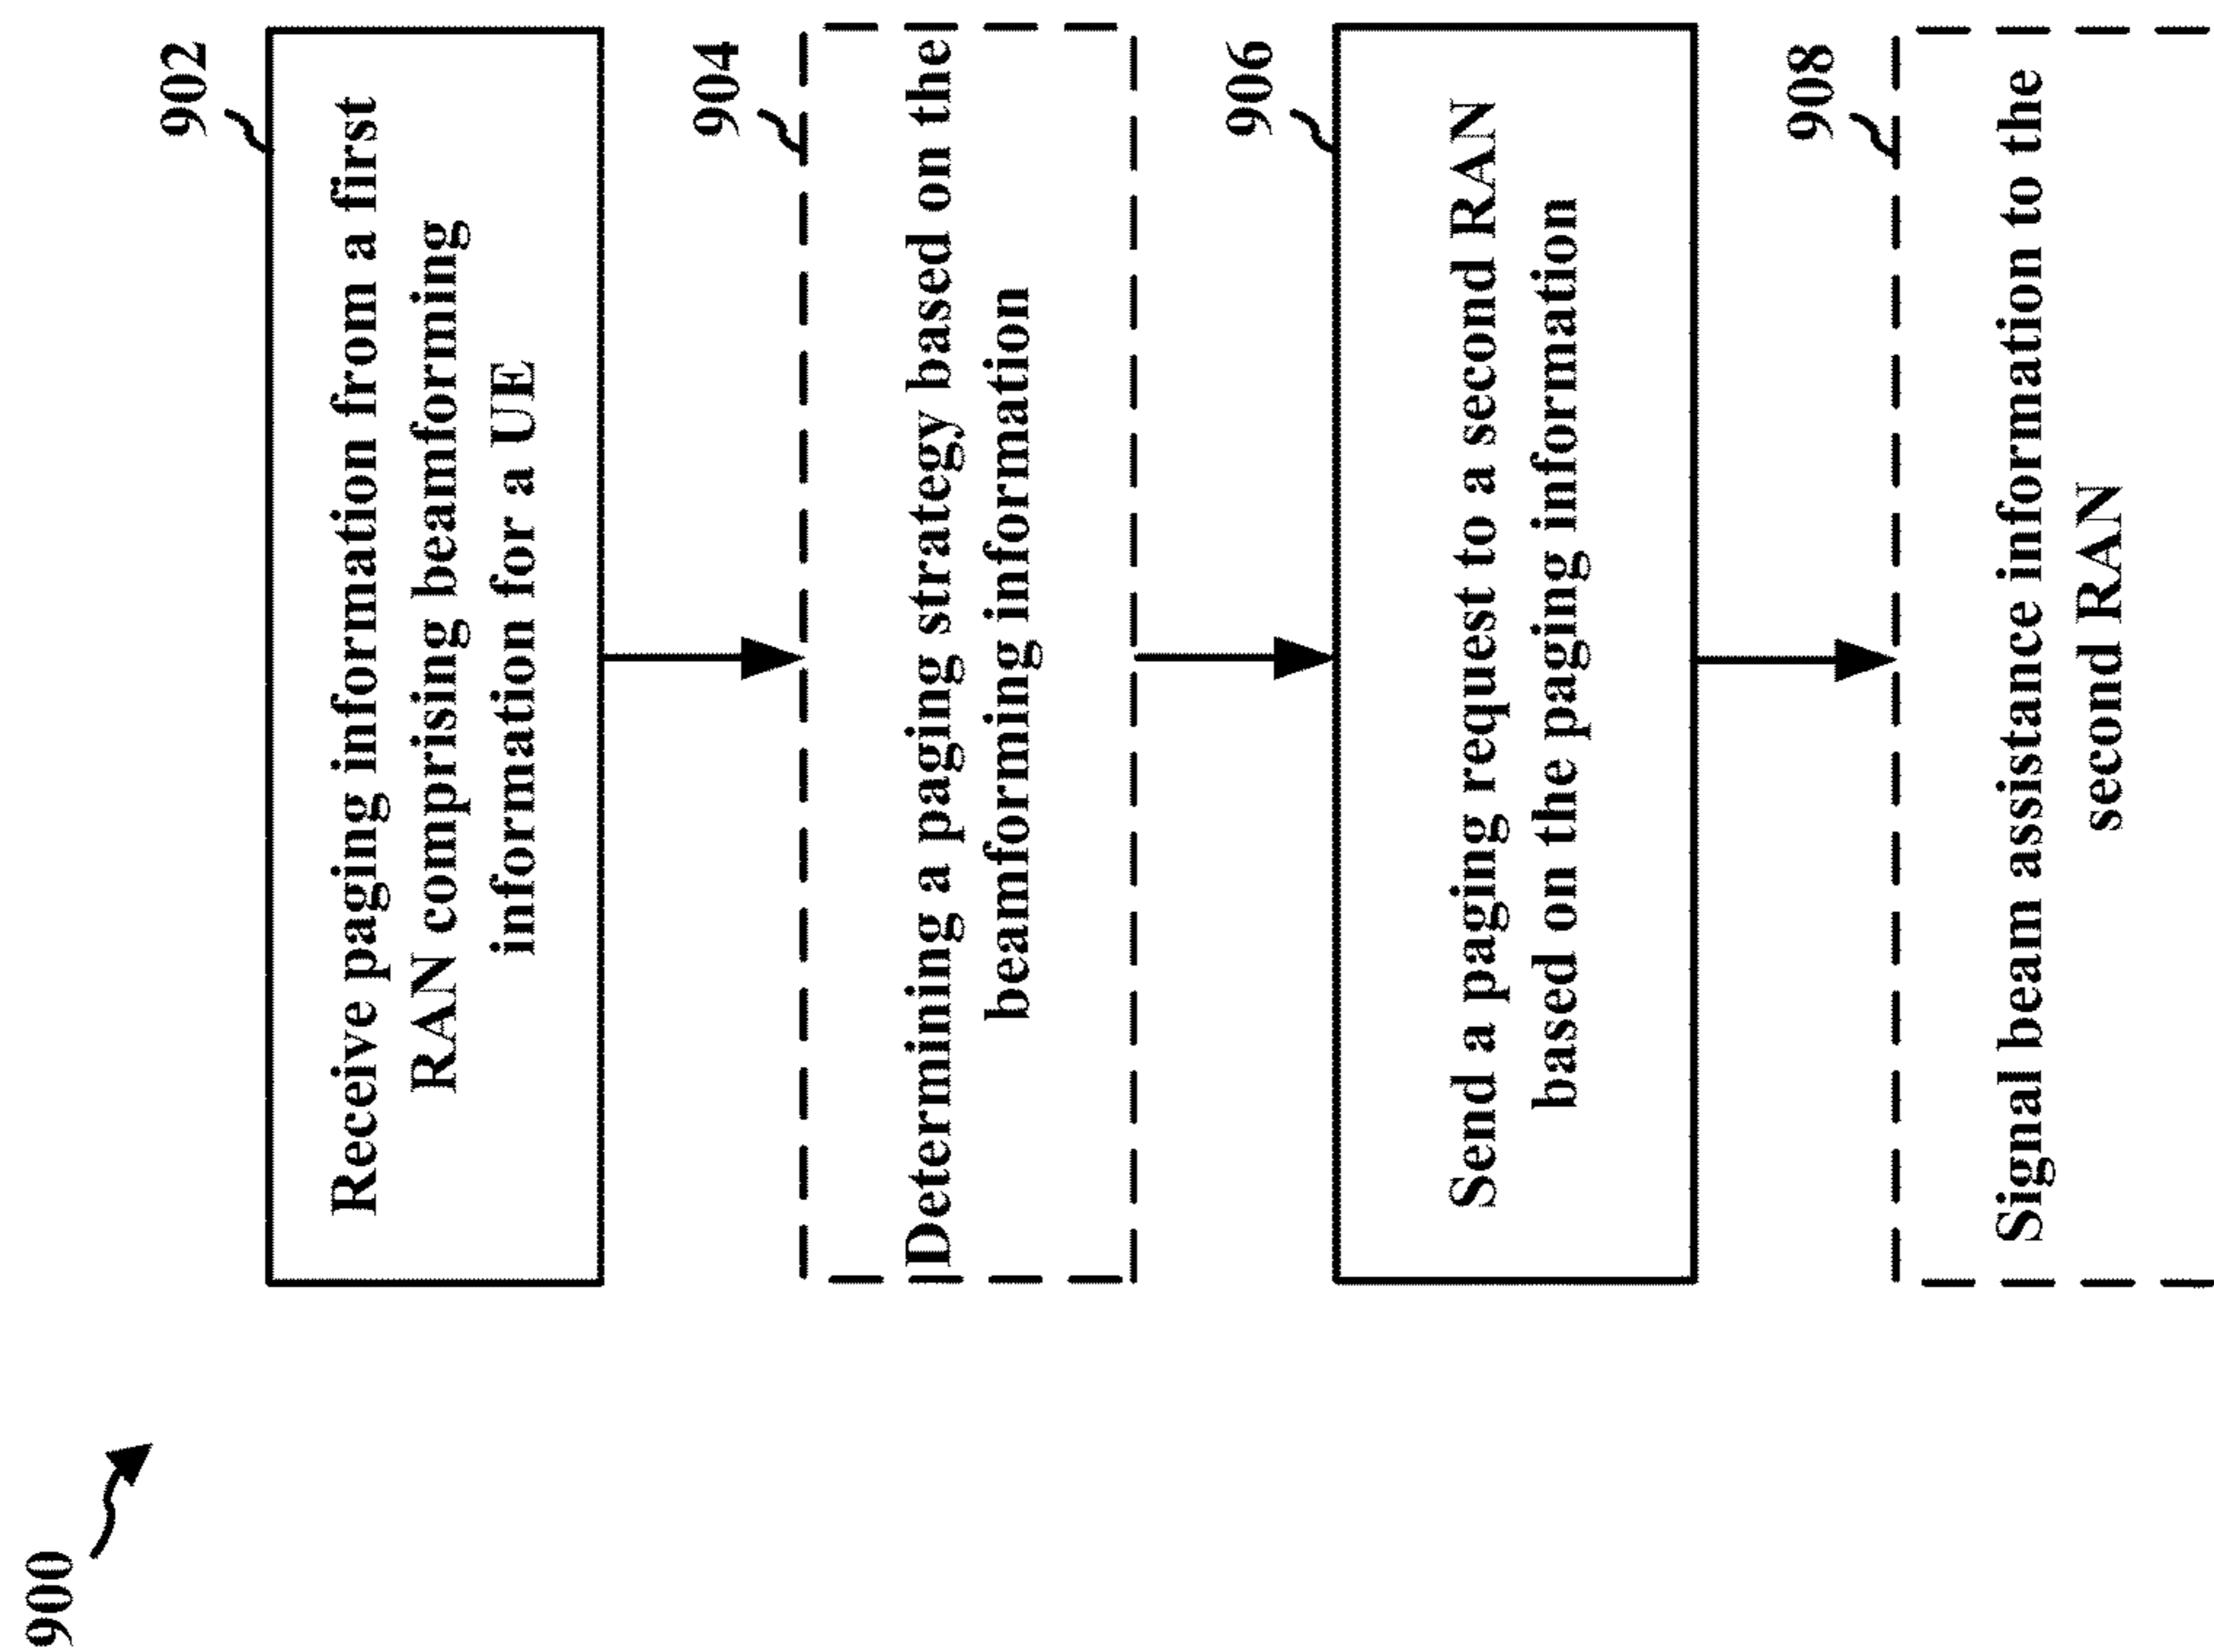 900
902
Receive paging information from a first
RAN comprising beamforming
information for a UE
904
Determining a paging strategy based on the
beamforming information
906
Send a paging request to a second RAN
based on the paging information
908
Signal beam assistance information to the
second RAN